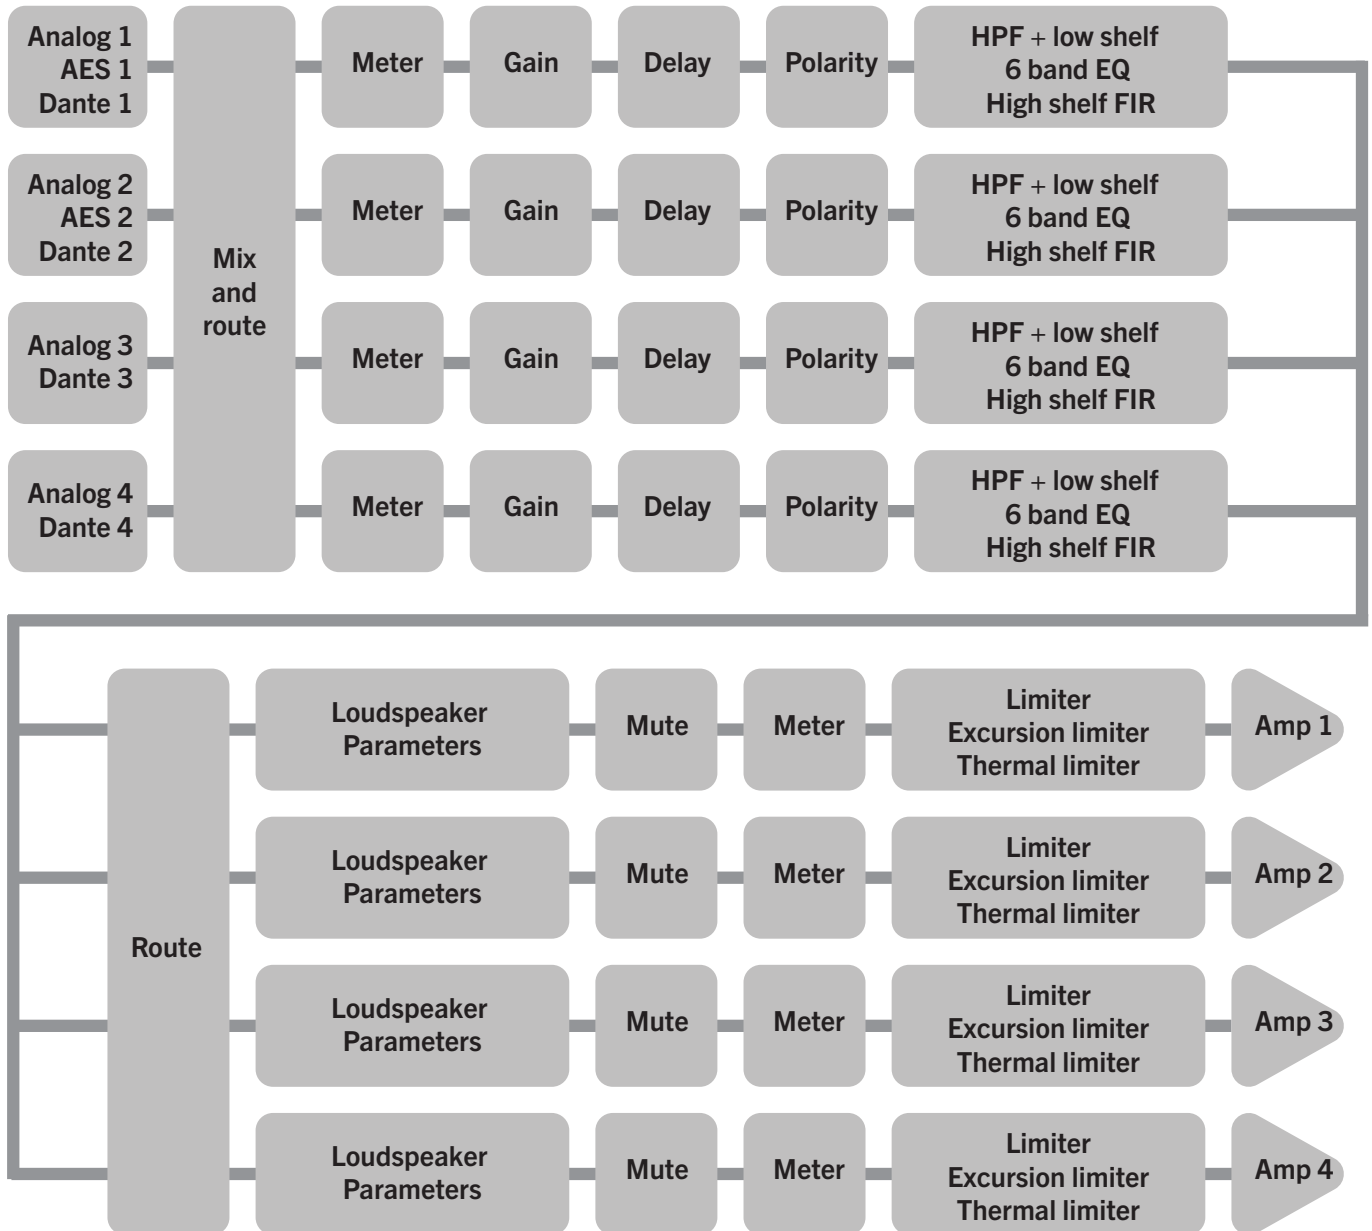 Analog 1
AES 1
Dante 1
Mix
and
route
Meter
Gain
Delay
Polarity
HPF + low shelf
6 band EQ
High shelf FIR
Analog 2
AES 2
Dante 2
Meter
Gain
Delay
Polarity
HPF + low shelf
6 band EQ
High shelf FIR
Analog 3
Dante 3
Meter
Gain
Delay
Polarity
HPF + low shelf
6 band EQ
High shelf FIR
Analog 4
Dante 4
Meter
Gain
Delay
Polarity
HPF + low shelf
6 band EQ
High shelf FIR
Route
Loudspeaker
Parameters
Mute
Meter
Limiter
Excursion limiter
Thermal limiter
Amp 1
Loudspeaker
Parameters
Mute
Meter
Limiter
Excursion limiter
Thermal limiter
Amp 2
Loudspeaker
Parameters
Mute
Meter
Limiter
Excursion limiter
Thermal limiter
Amp 3
Loudspeaker
Parameters
Mute
Meter
Limiter
Excursion limiter
Thermal limiter
Amp 4